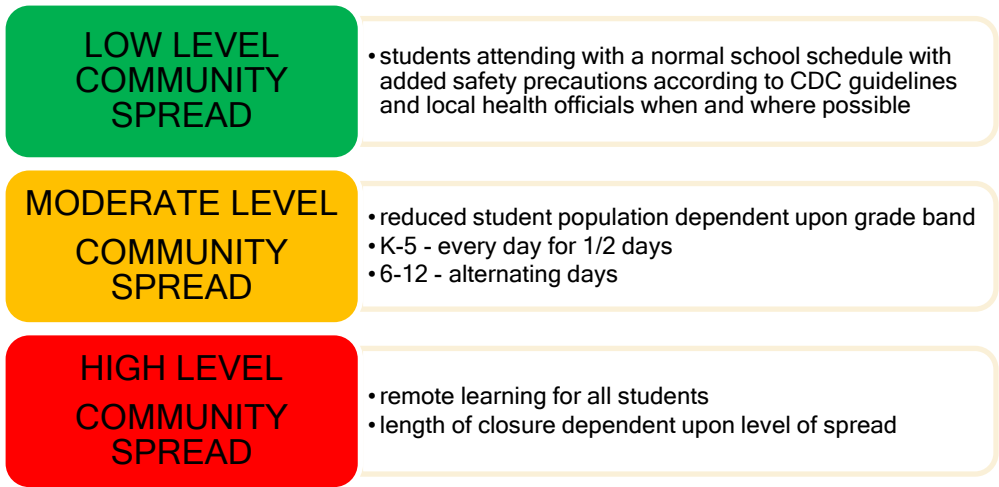 LOW LEVEL
COMMUNITY
SPREAD
• students attending with a normal school schedule with
added safety precautions according to CDC guidelines
and local health officials when and where possible
MODERATE LEVEL
COMMUNITY
SPREAD
• reduced student population dependent upon grade band
• K-5 - every day for 1/2 days
• 6-12 - alternating days
HIGH LEVEL
COMMUNITY
SPREAD
• remote learning for all students
• length of closure dependent upon level of spread